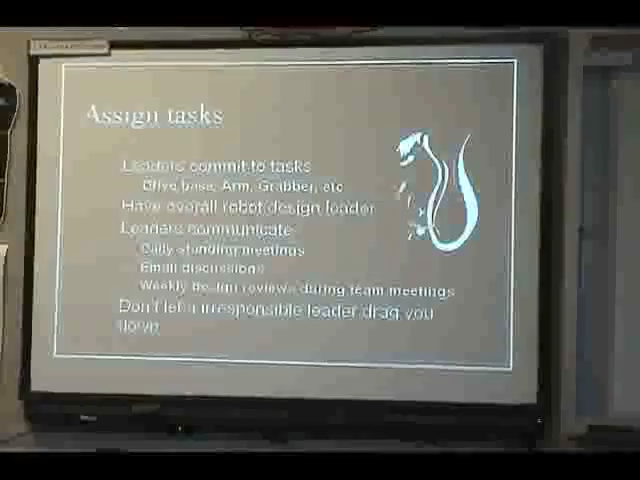 Assign tasks
Leaders commit to tasks
Drive base, Arm, Grabber, etc
Have overall robot design leader
Leaders communicate
Daily standing meetings
Email discussions
Weekly design reviews during team meetings
Don't let a irresponsible leader drag you
down